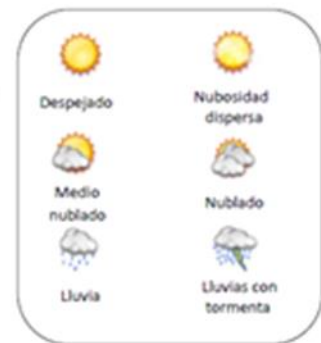 Despejado
Nubosidad
dispersa
Medio
nublado
Nublado
Lluvia
Lluvias con
tormenta